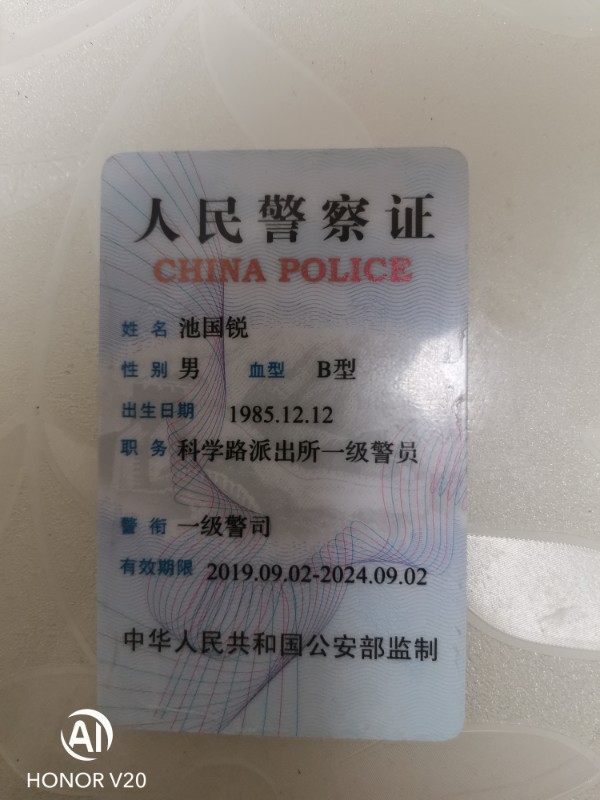 人民警察证
CHINA POLICE
姓名 池国锐
性别 男 血型 B型
出生日期 1985.12.12
职务 科学路派出所一级警员
警衔 一级警司
有效期限 2019.09.02-2024.09.02
中华人民共和国公安部监制
AI
HONOR V20